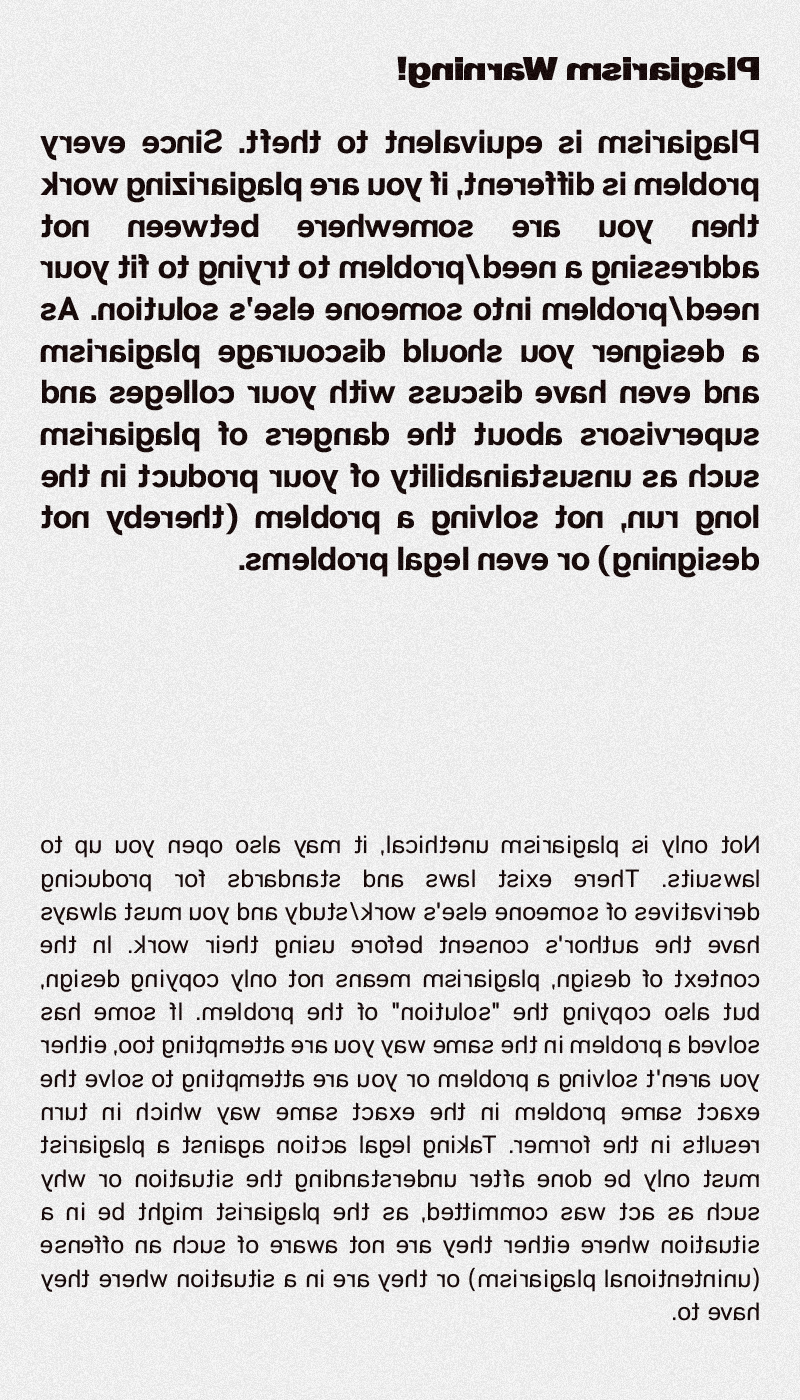 Plagiarism Warning!
Plagiarism is equivalent to theft. Since every
problem is different, if you are plagiarizing work
then you are somewhere between not
addressing a need/problem to trying to fit your
need/problem into someone else's solution. As
a designer you should discourage plagiarism
and even have discuss with your colleges and
supervisors about the dangers of plagiarism
such as unsustainability of your product in the
long run, not solving a problem (thereby not
designing) or even legal problems.
Not only is plagiarism unethical, it may also open you up to
lawsuits. There exist laws and standards for producing
derivatives of someone else's work/study and you must always
have the author's consent before using their work. In the
context of design, plagiarism means not only copying design,
but also copying the "solution" of the problem. If some has
solved a problem in the same way you are attempting too, either
you aren't solving a problem or you are attempting to solve the
exact same problem in the exact same way which in turn
results in the former. Taking legal action against a plagiarist
must only be done after understanding the situation or why
such as act was committed, as the plagiarist might be in a
situation where either they are not aware of such an offense
(unintentional plagiarism) or they are in a situation where they
have to.